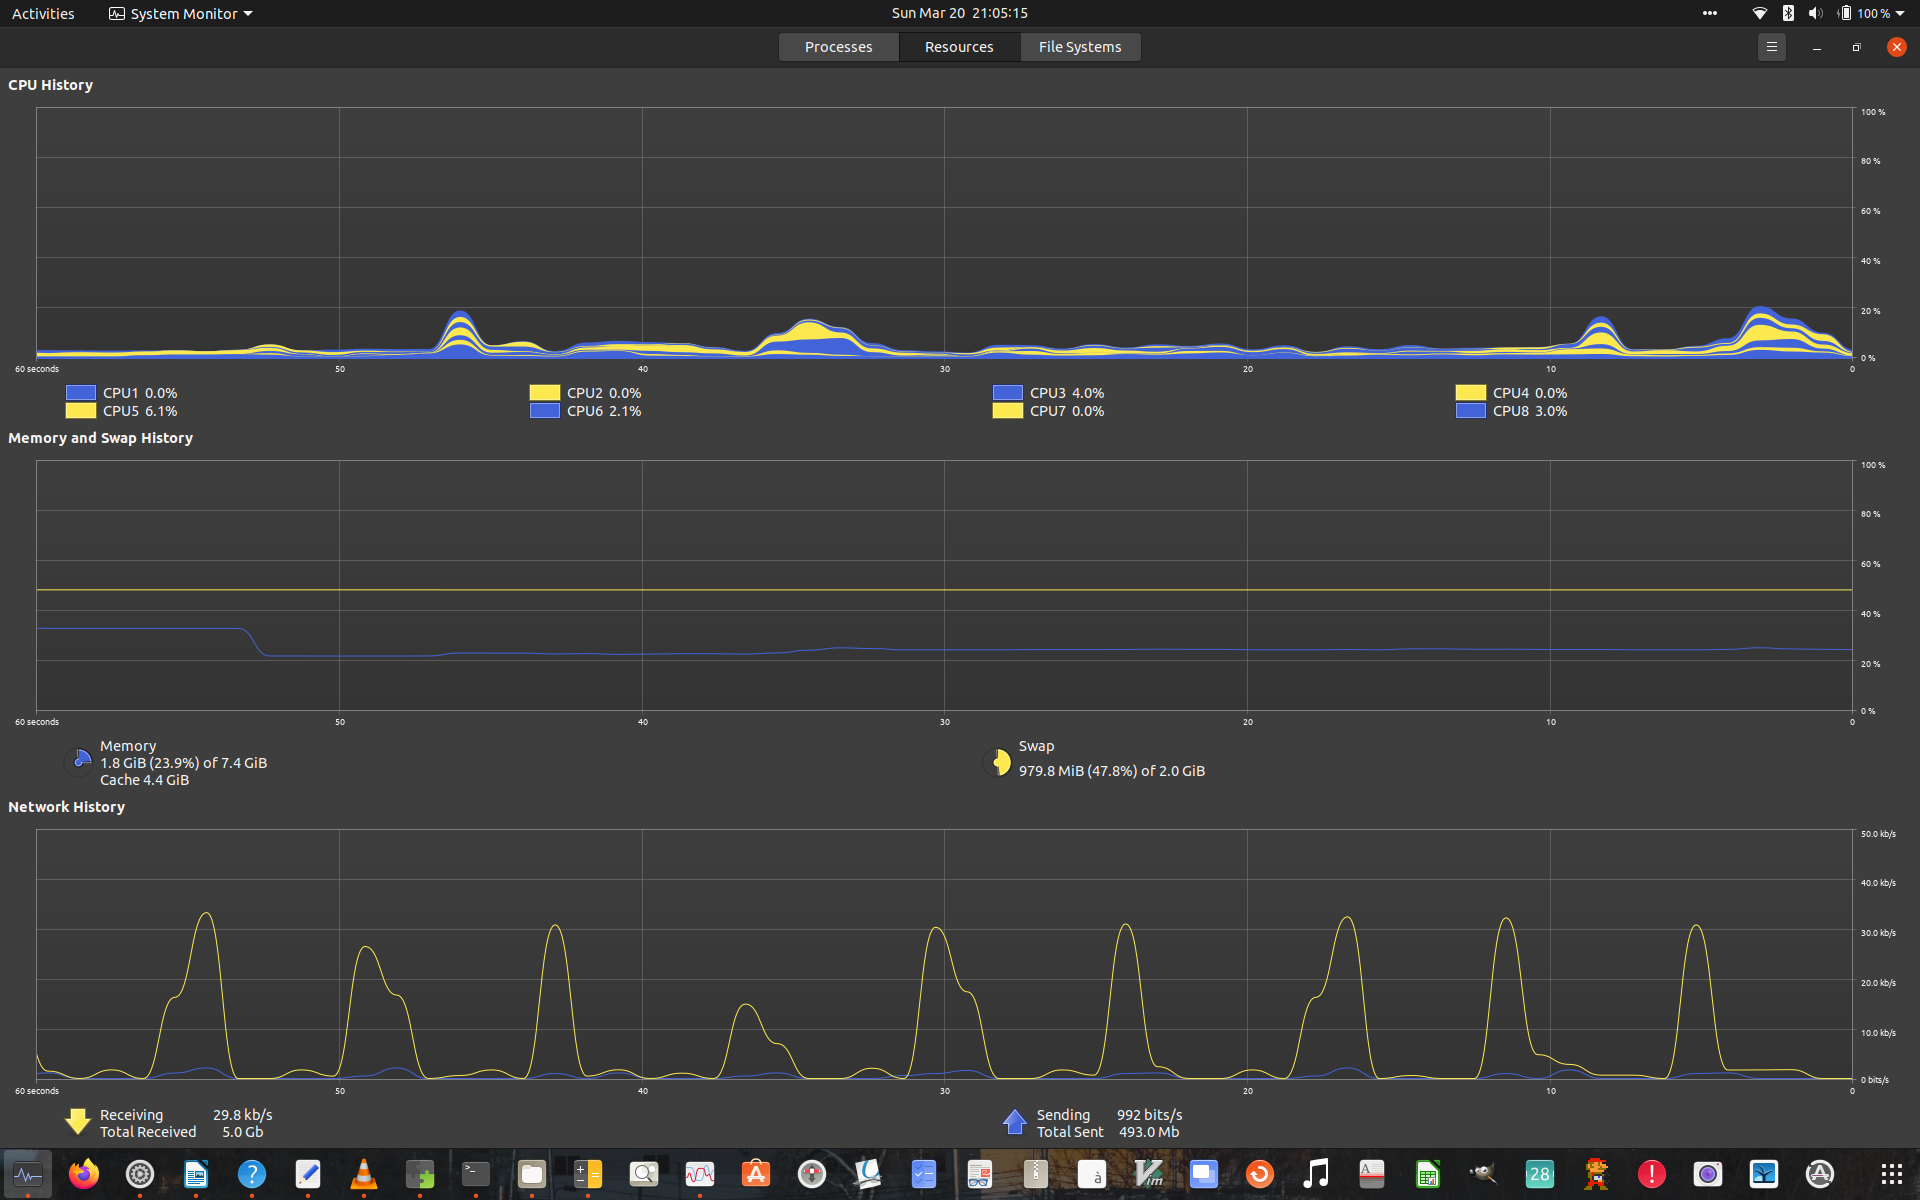 Activities System Monitor Sun Mar 20 21:05:15 100 %
Processes Resources File Systems
CPU History
100 %
80 %
60 %
40 %
20 %
0 %
60 seconds 50 40 30 20 10 0
CPU1 0.0% CPU2 0.0% CPU3 4.0% CPU4 0.0%
CPU5 6.1% CPU6 2.1% CPU7 0.0% CPU8 3.0%
Memory and Swap History
100 %
80 %
60 %
40 %
20 %
0 %
60 seconds 50 40 30 20 10 0
Memory
1.8 GiB (23.9%) of 7.4 GiB
Cache 4.4 GiB
Swap
979.8 MiB (47.8%) of 2.0 GiB
Network History
50.0 kb/s
40.0 kb/s
30.0 kb/s
20.0 kb/s
10.0 kb/s
0 bits/s
60 seconds 50 40 30 20 10 0
Receiving 29.8 kb/s
Total Received 5.0 Gb
Sending 992 bits/s
Total Sent 493.0 Mb
? >_ à Vim A 28 !